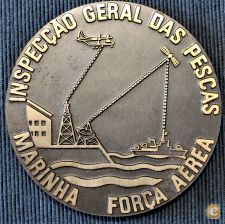 INSPECÇÃO GERAL DAS PESCAS
MARINHA FORÇA AÉREA